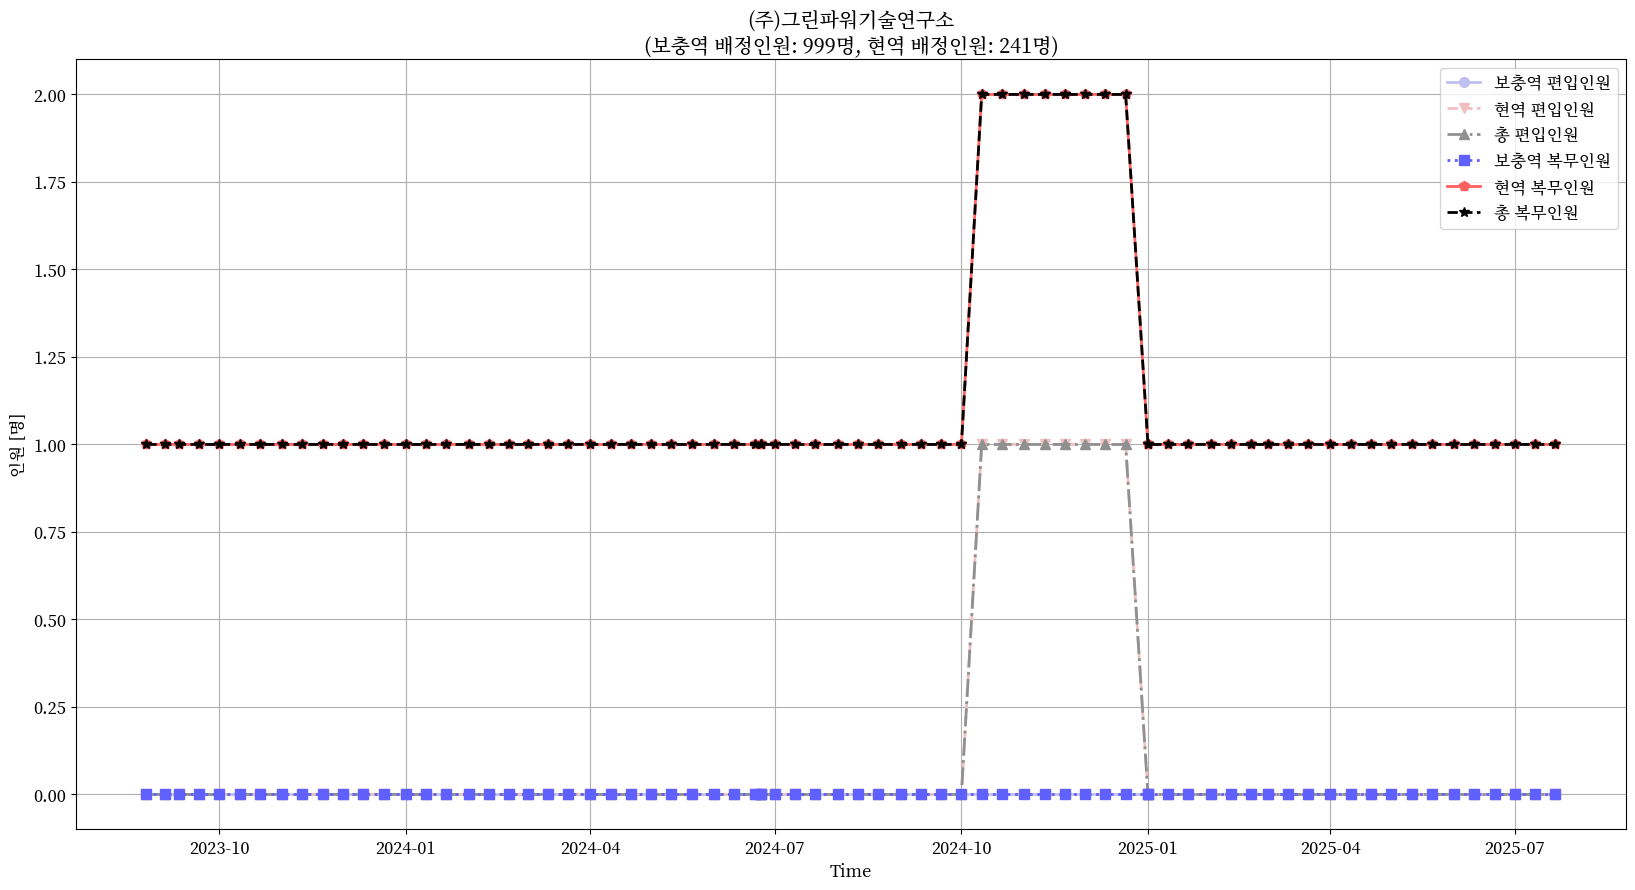 (주)그린파워기술연구소
(보충역 배정인원: 999명, 현역 배정인원: 241명)
보충역 편입인원
현역 편입인원
총 편입인원
보충역 복무인원
현역 복무인원
총 복무인원
인원 [명]
2.00
1.75
1.50
1.25
1.00
0.75
0.50
0.25
0.00
2023-10
2024-01
2024-04
2024-07
2024-10
2025-01
2025-04
2025-07
Time